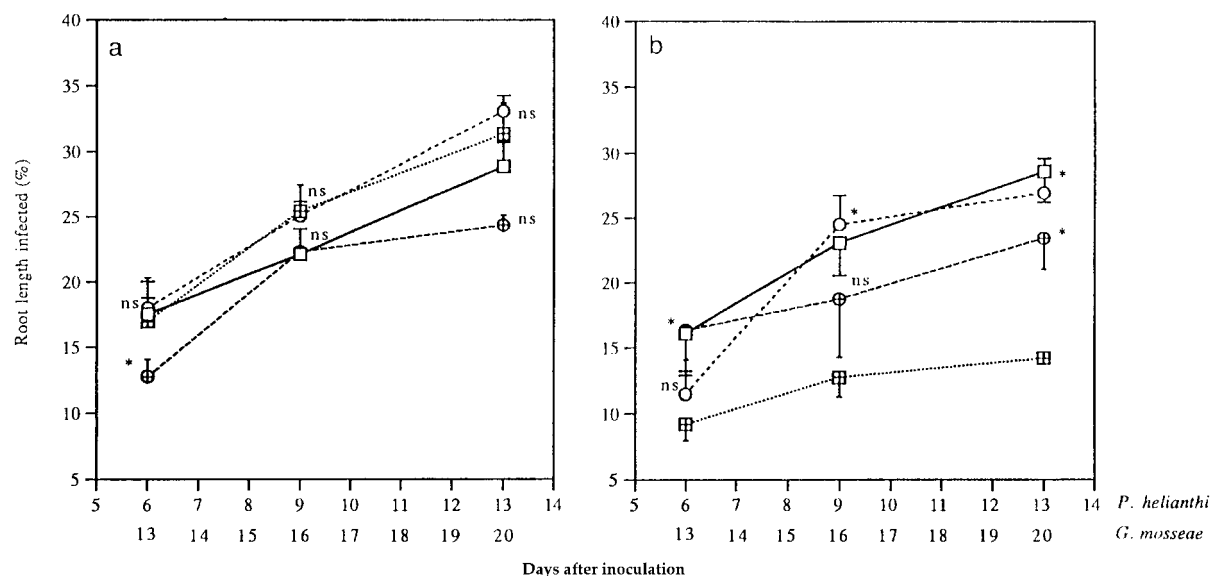 40
35
30
25
20
15
10
5
Root length infected (‰)
a
ns
*
ns
ns
ns
ns
5 6 7 8 9 10 11 12 13 14
13 14 15 16 17 18 19 20
40
35
30
25
20
15
10
5
b
*
ns
*
ns
*
*
5 6 7 8 9 10 11 12 13 14 P. helianthi
13 14 15 16 17 18 19 20 G. mosseae
Days after inoculation